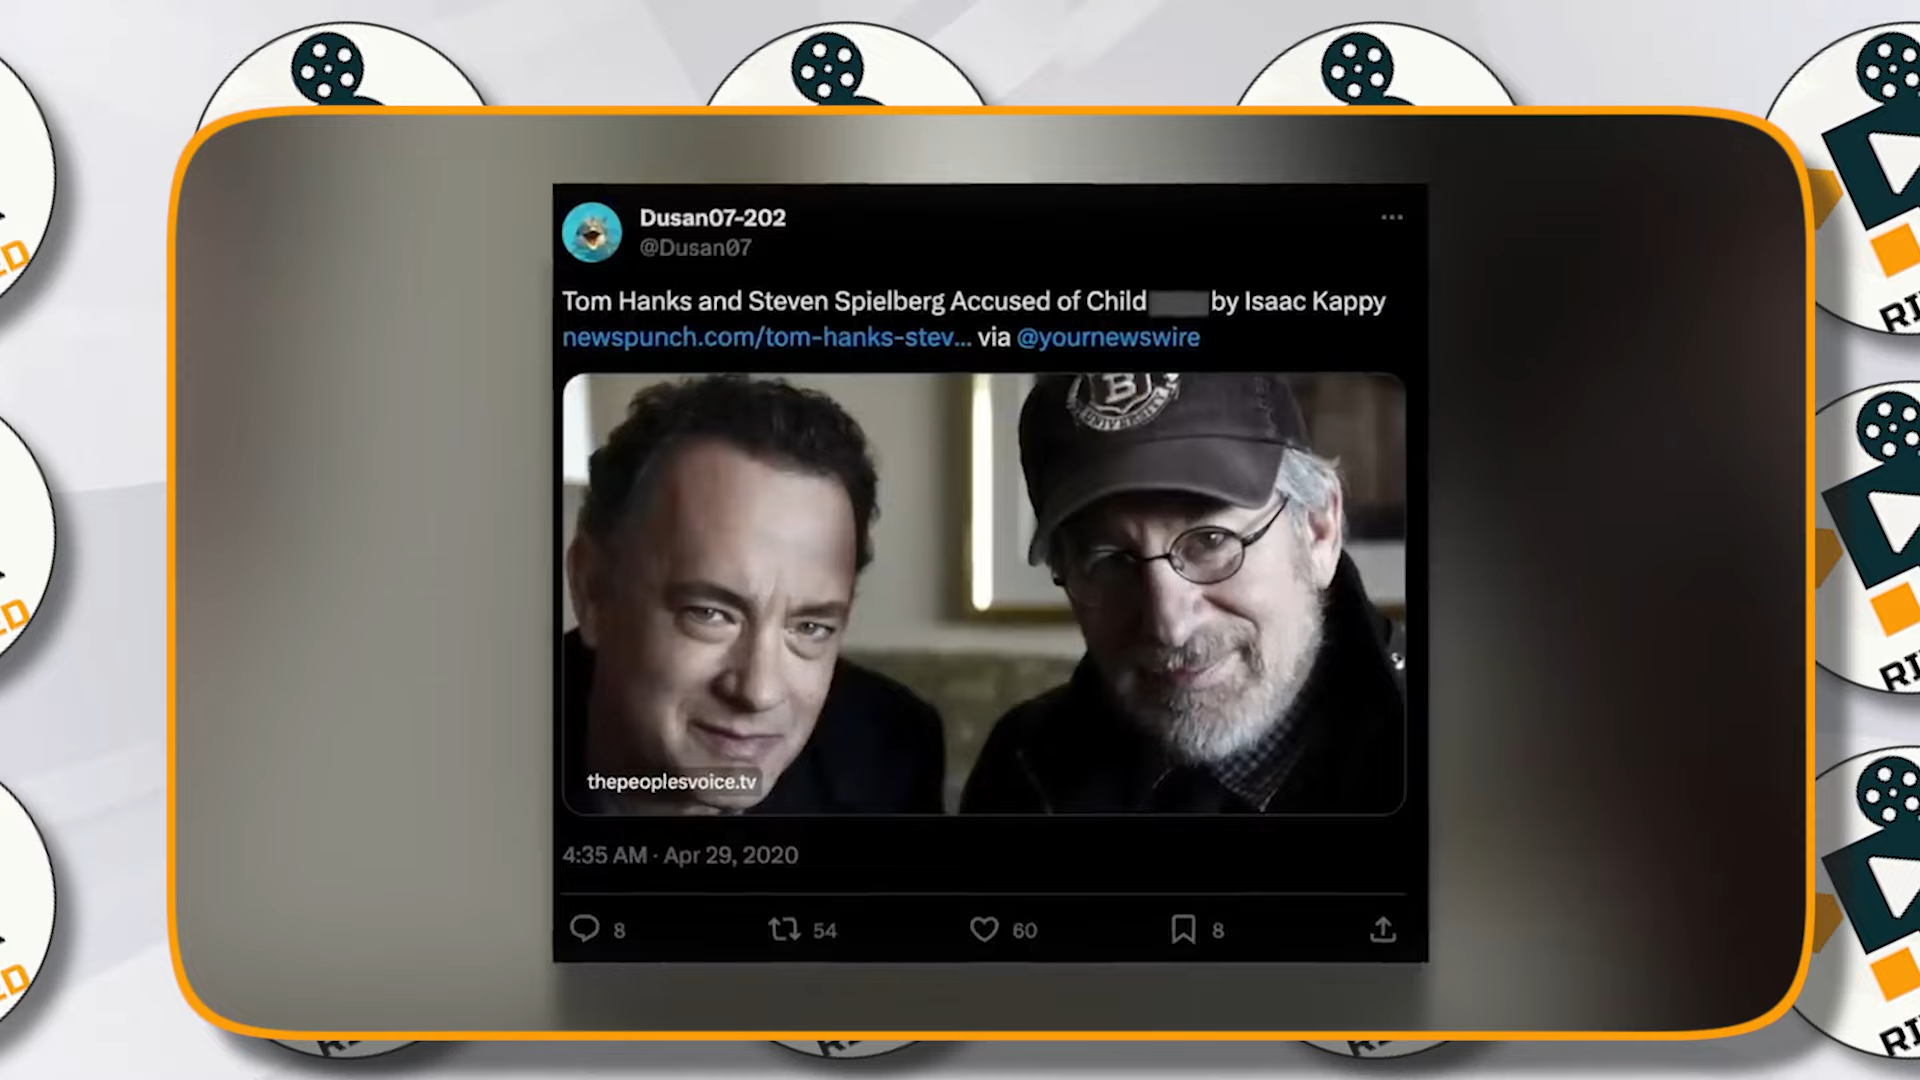 Dusan07-202
@Dusan07
Tom Hanks and Steven Spielberg Accused of Child by Isaac Kappy
newspunch.com/tom-hanks-stev... via @yournewswire
B
UNIVERSITY
thepeoplesvoice.tv
4:35 AM · Apr 29, 2020
8 54 60 8